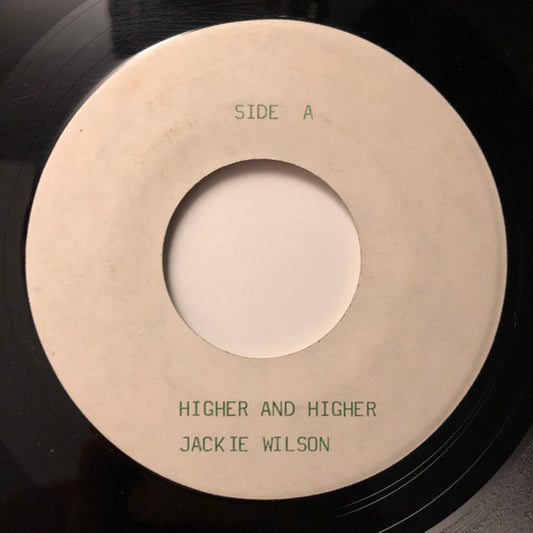 SIDE A
HIGHER AND HIGHER
JACKIE WILSON